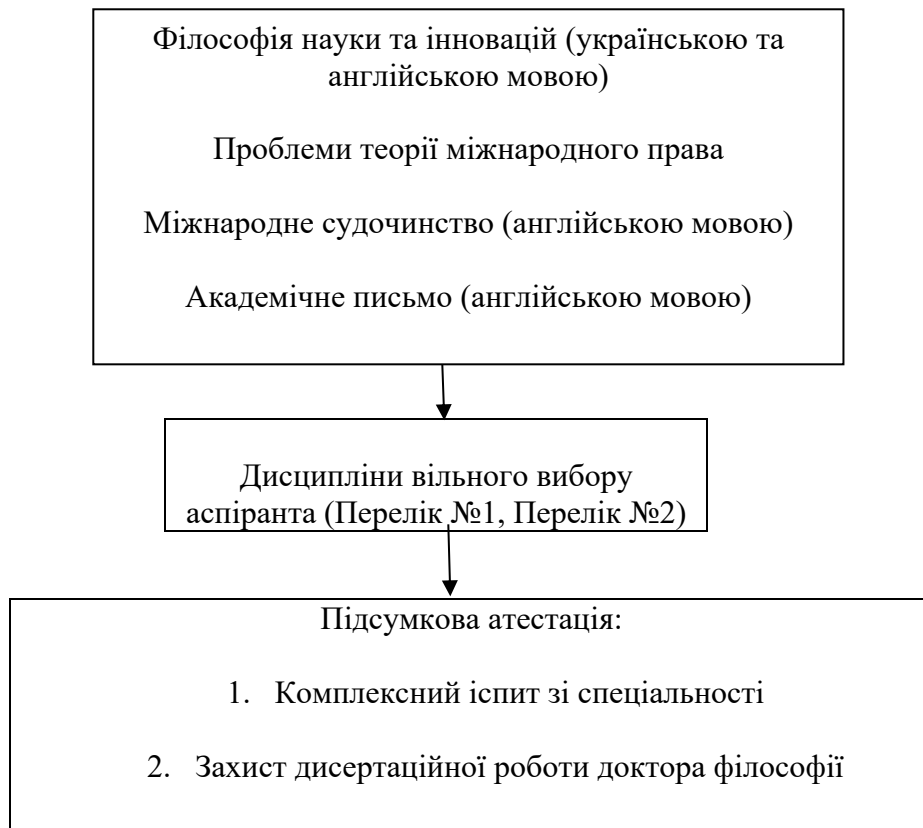 Філософія науки та інновацій (українською та
англійською мовою)
Проблеми теорії міжнародного права
Міжнародне судочинство (англійською мовою)
Академічне письмо (англійською мовою)
Дисципліни вільного вибору
аспіранта (Перелік №1, Перелік №2)
Підсумкова атестація:
1. Комплексний іспит зі спеціальності
2. Захист дисертаційної роботи доктора філософії